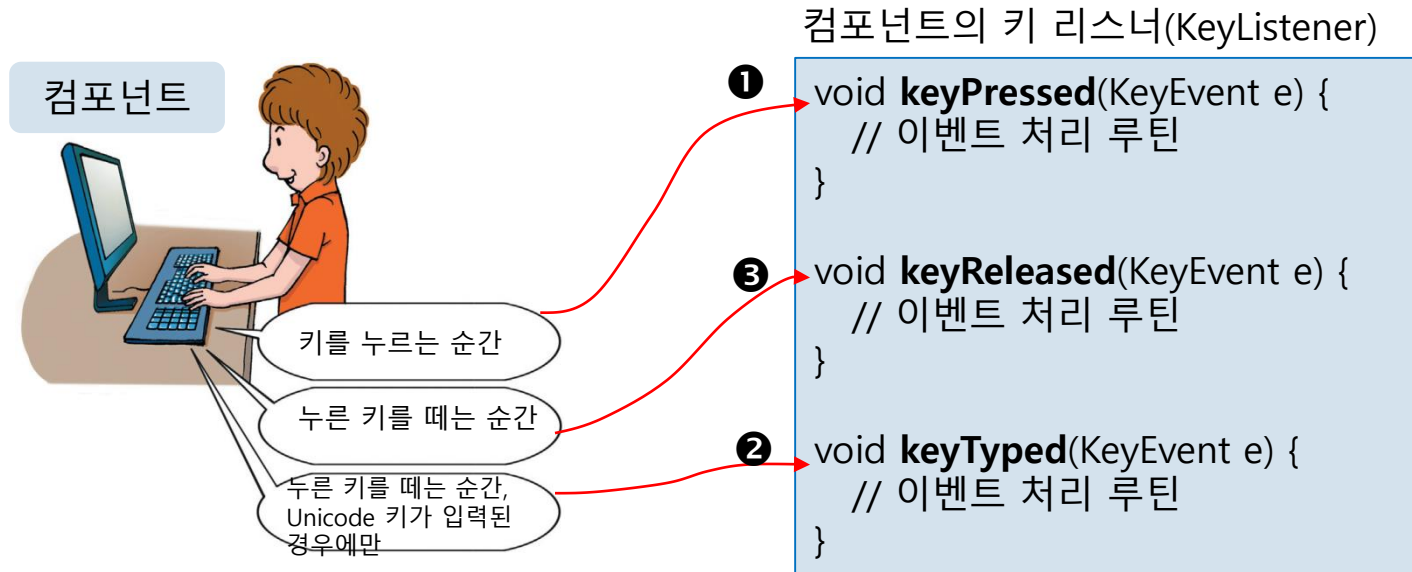 컴포넌트의 키 리스너(KeyListener)
컴포넌트
❶
void keyPressed(KeyEvent e) {
// 이벤트 처리 루틴
}
❸
void keyReleased(KeyEvent e) {
// 이벤트 처리 루틴
}
❷
void keyTyped(KeyEvent e) {
// 이벤트 처리 루틴
}
키를 누르는 순간
누른 키를 떼는 순간
누른 키를 떼는 순간,
Unicode 키가 입력된
경우에만